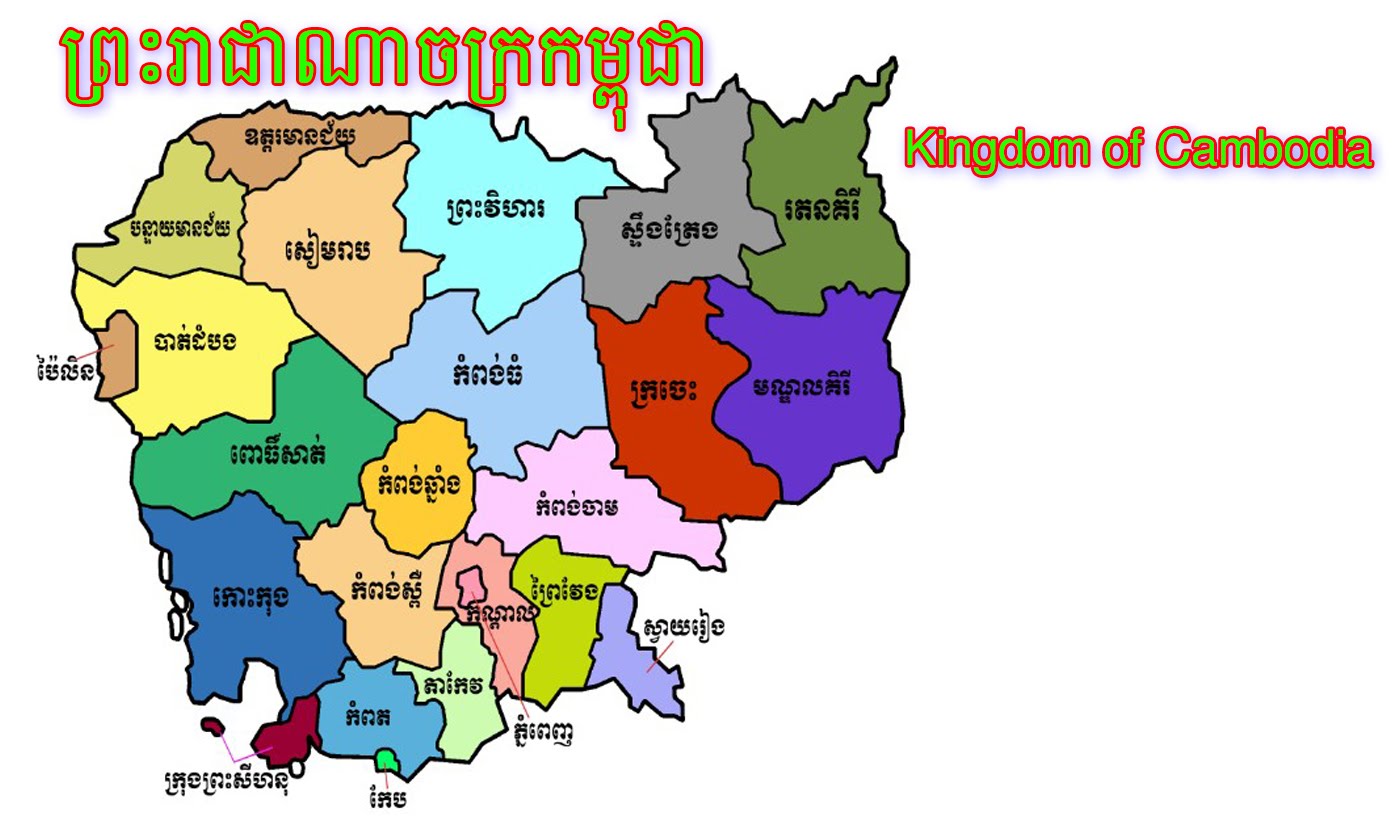 ព្រះរាជាណាចក្រកម្ពុជា
Kingdom of Cambodia
ឧត្តរមានជ័យ
បន្ទាយមានជ័យ
សៀមរាប
ព្រះវិហារ
ស្ទឹងត្រែង
រតនគិរី
បាត់ដំបង
ប៉ៃលិន
កំពង់ធំ
ក្រចេះ
មណ្ឌលគិរី
ពោធិ៍សាត់
កំពង់ឆ្នាំង
កំពង់ចាម
កោះកុង
កំពង់ស្ពឺ
កណ្តាល
ព្រៃវែង
ស្វាយរៀង
តាកែវ
កំពត
ភ្នំពេញ
ក្រុងព្រះសីហនុ
កែប